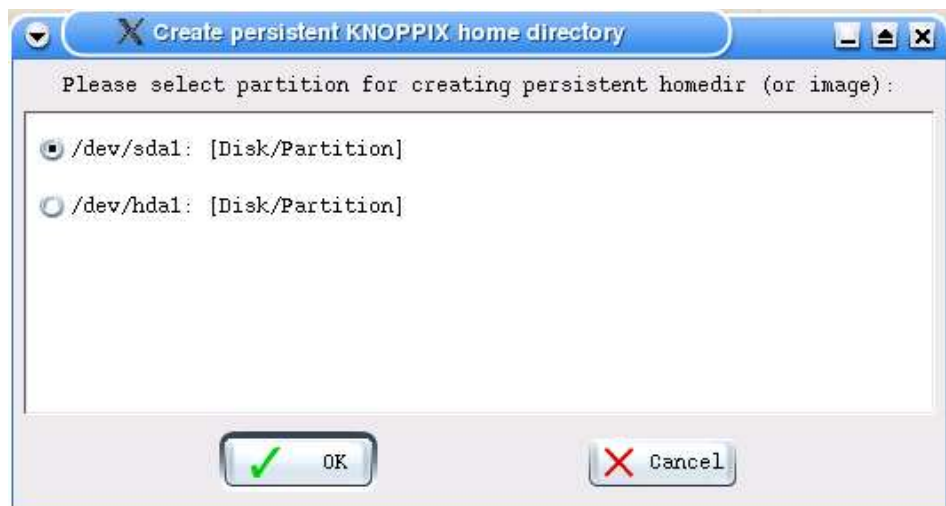 Create persistent KNOPPIX home directory
Please select partition for creating persistent homedir (or image):
/dev/sda1: [Disk/Partition]
/dev/hda1: [Disk/Partition]
OK
Cancel